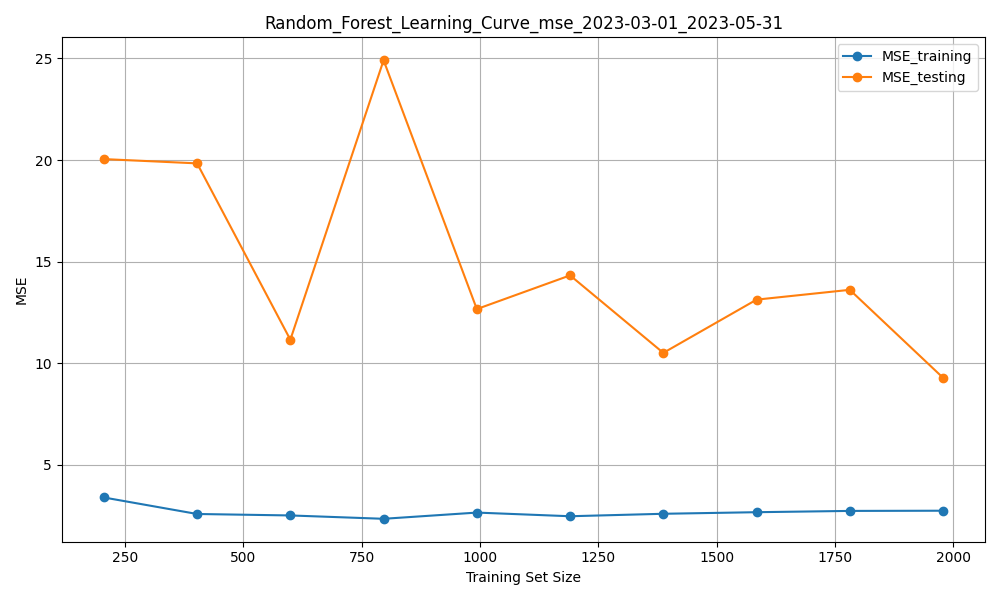 Random_Forest_Learning_Curve_mse_2023-03-01_2023-05-31
MSE_training
MSE_testing
25
20
15
10
5
MSE
250 500 750 1000 1250 1500 1750 2000
Training Set Size